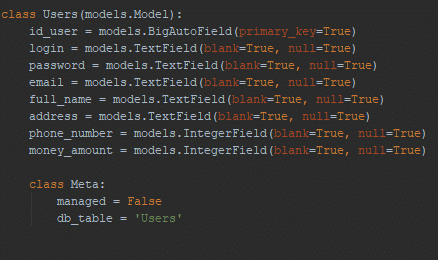 class Users(models.Model):
    id_user = models.BigAutoField(primary_key=True)
    login = models.TextField(blank=True, null=True)
    password = models.TextField(blank=True, null=True)
    email = models.TextField(blank=True, null=True)
    full_name = models.TextField(blank=True, null=True)
    address = models.TextField(blank=True, null=True)
    phone_number = models.IntegerField(blank=True, null=True)
    money_amount = models.IntegerField(blank=True, null=True)

    class Meta:
        managed = False
        db_table = 'Users'